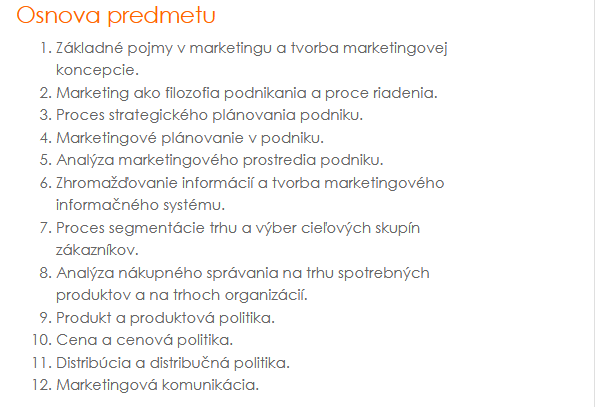 Osnova predmetu
1. Základné pojmy v marketingu a tvorba marketingovej
koncepcie.
2. Marketing ako filozofia podnikania a proce riadenia.
3. Proces strategického plánovania podniku.
4. Marketingové plánovanie v podniku.
5. Analýza marketingového prostredia podniku.
6. Zhromažďovanie informácií a tvorba marketingového
informačného systému.
7. Proces segmentácie trhu a výber cieľových skupín
zákazníkov.
8. Analýza nákupného správania na trhu spotrebných
produktov a na trhoch organizácií.
9. Produkt a produktová politika.
10. Cena a cenová politika.
11. Distribúcia a distribučná politika.
12. Marketingová komunikácia.